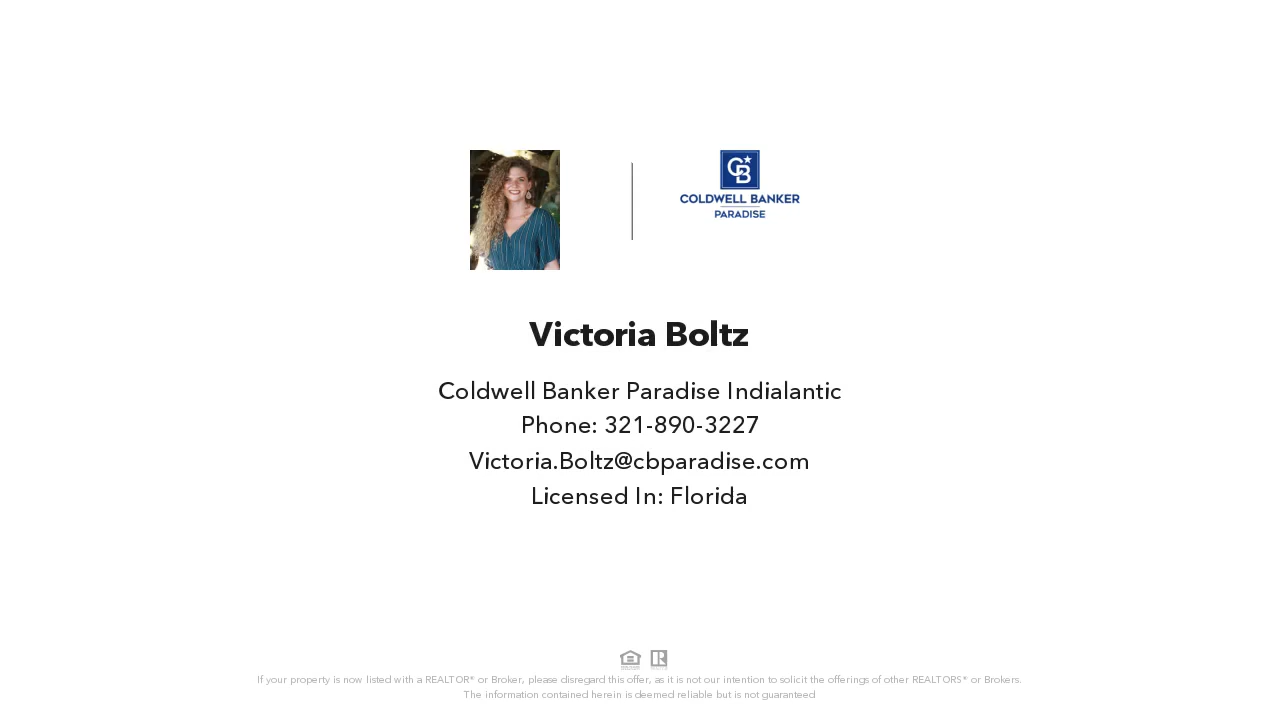 CB
COLDWELL BANKER
PARADISE
Victoria Boltz
Coldwell Banker Paradise Indialantic
Phone: 321-890-3227
Victoria.Boltz@cbparadise.com
Licensed In: Florida
If your property is now listed with a REALTOR® or Broker, please disregard this offer, as it is not our intention to solicit the offerings of other REALTORS® or Brokers.
The information contained herein is deemed reliable but is not guaranteed